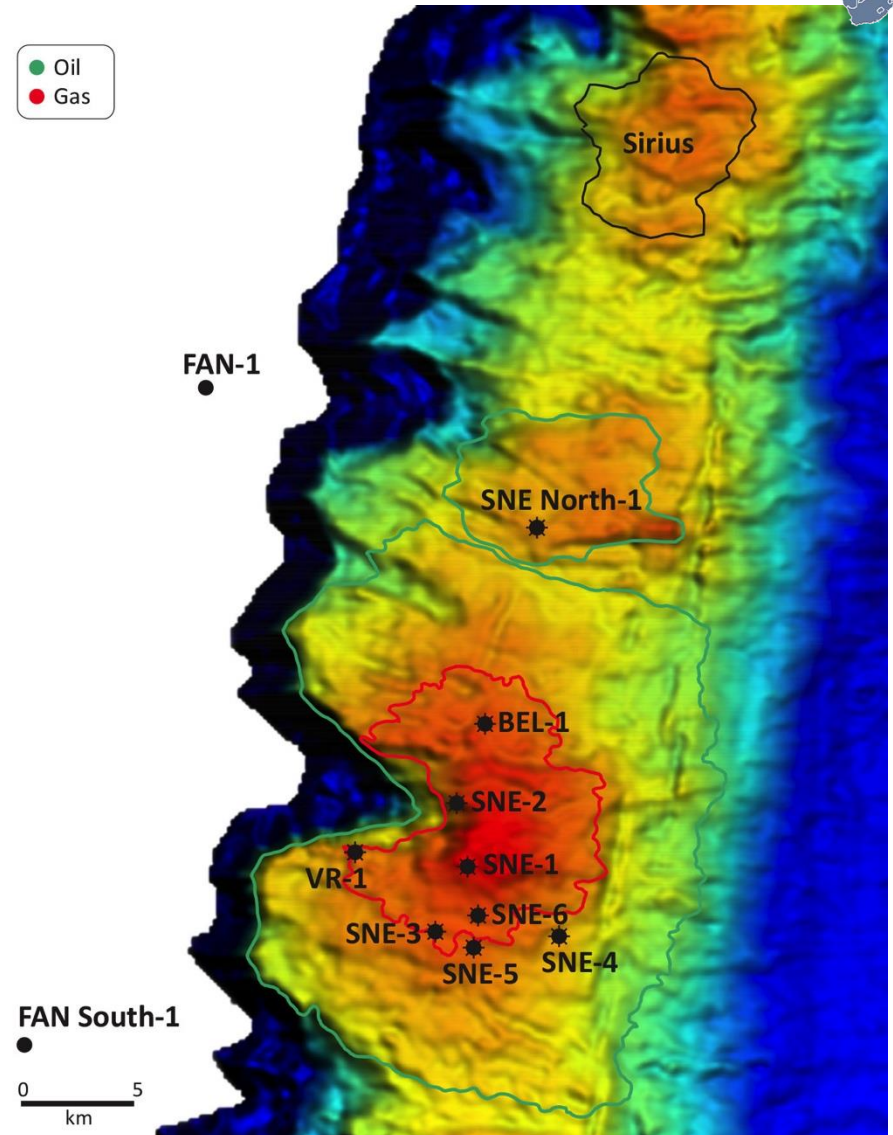 Oil
Gas
Sirius
FAN-1
SNE North-1
BEL-1
SNE-2
SNE-1
VR-1
SNE-6
SNE-3
SNE-4
SNE-5
FAN South-1
0 5
km